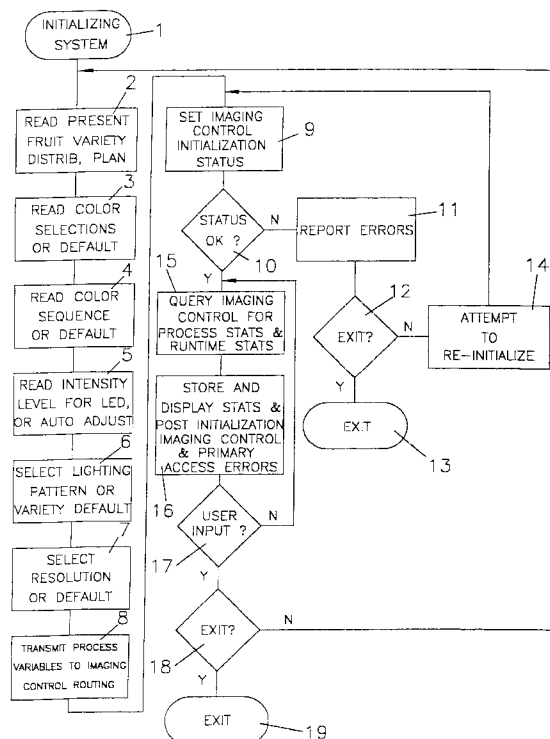 INITIALIZING
SYSTEM
1
2
READ PRESENT
FRUIT VARIETY
DISTRIB, PLAN
3
READ COLOR
SELECTIONS
OR DEFAULT
4
READ COLOR
SEQUENCE
OR DEFAULT
5
READ INTENSITY
LEVEL FOR LED,
OR AUTO ADJUST
6
SELECT LIGHTING
PATTERN OR
VARIETY DEFAULT
7
SELECT
RESOLUTION
OR DEFAULT
8
TRANSMIT PROCESS
VARIABLES TO IMAGING
CONTROL ROUTING
SET IMAGING
CONTROL
INITIALIZATION
STATUS
9
STATUS
OK ?
N
Y
10
11
REPORT ERRORS
12
EXIT?
N
Y
EXIT
13
14
ATTEMPT
TO
RE-INITIALIZE
15
QUERY IMAGING
CONTROL FOR
PROCESS STATS &
RUNTIME STATS
STORE AND
DISPLAY STATS &
POST INITIALIZATION
IMAGING CONTROL
& PRIMARY
ACCESS ERRORS
16
USER
INPUT ?
N
17
Y
EXIT?
N
18
Y
EXIT
19